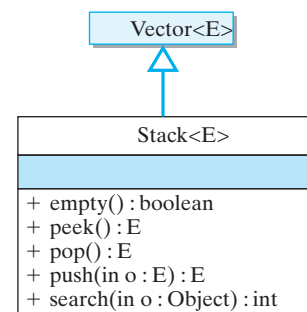 Vector<E>
Stack<E>
+ empty() : boolean
+ peek() : E
+ pop() : E
+ push(in o : E) : E
+ search(in o : Object) : int